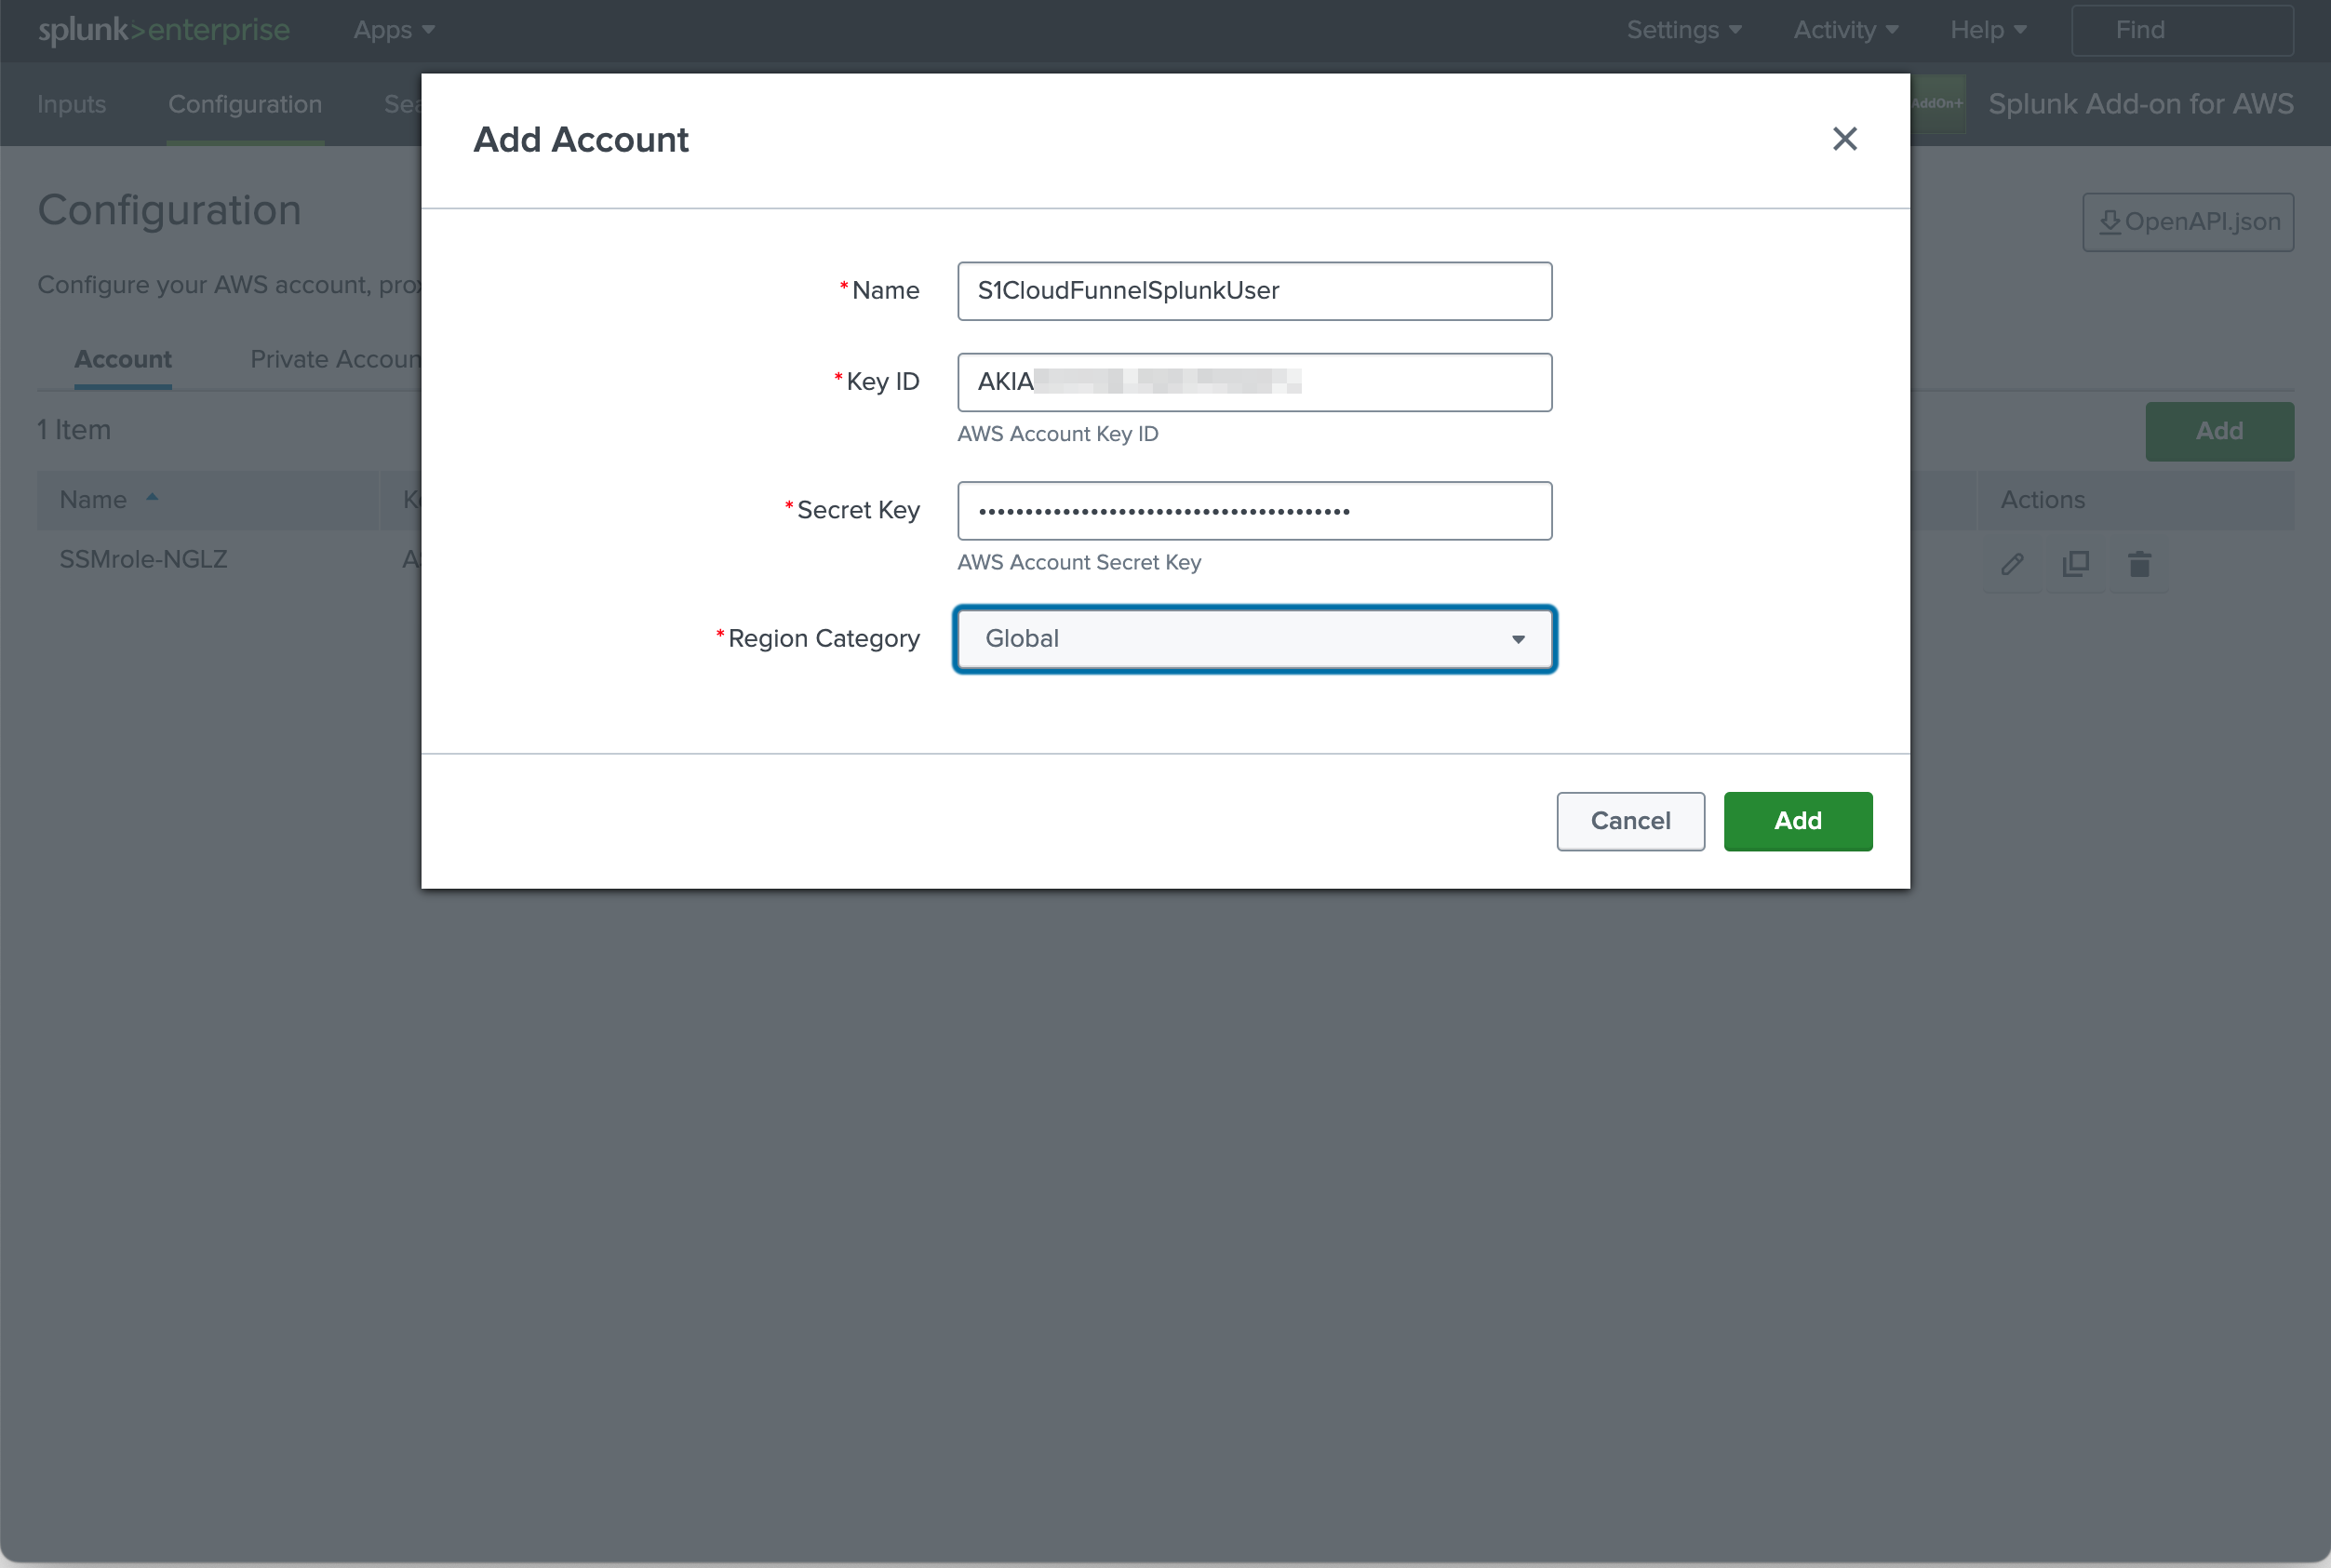 splunk>enterprise Apps Settings Activity Help Find
Inputs Configuration Sea AddOn+ Splunk Add-on for AWS
Add Account
Configuration
OpenAPI.json
Configure your AWS account, prox
*Name S1CloudFunnelSplunkUser
Account Private Accoun
*Key ID AKIA
AWS Account Key ID
1 Item Add
Name Actions
*Secret Key ••••••••••••••••••••••••••••••••••••••••
AWS Account Secret Key
SSMrole-NGLZ
*Region Category Global
Cancel Add